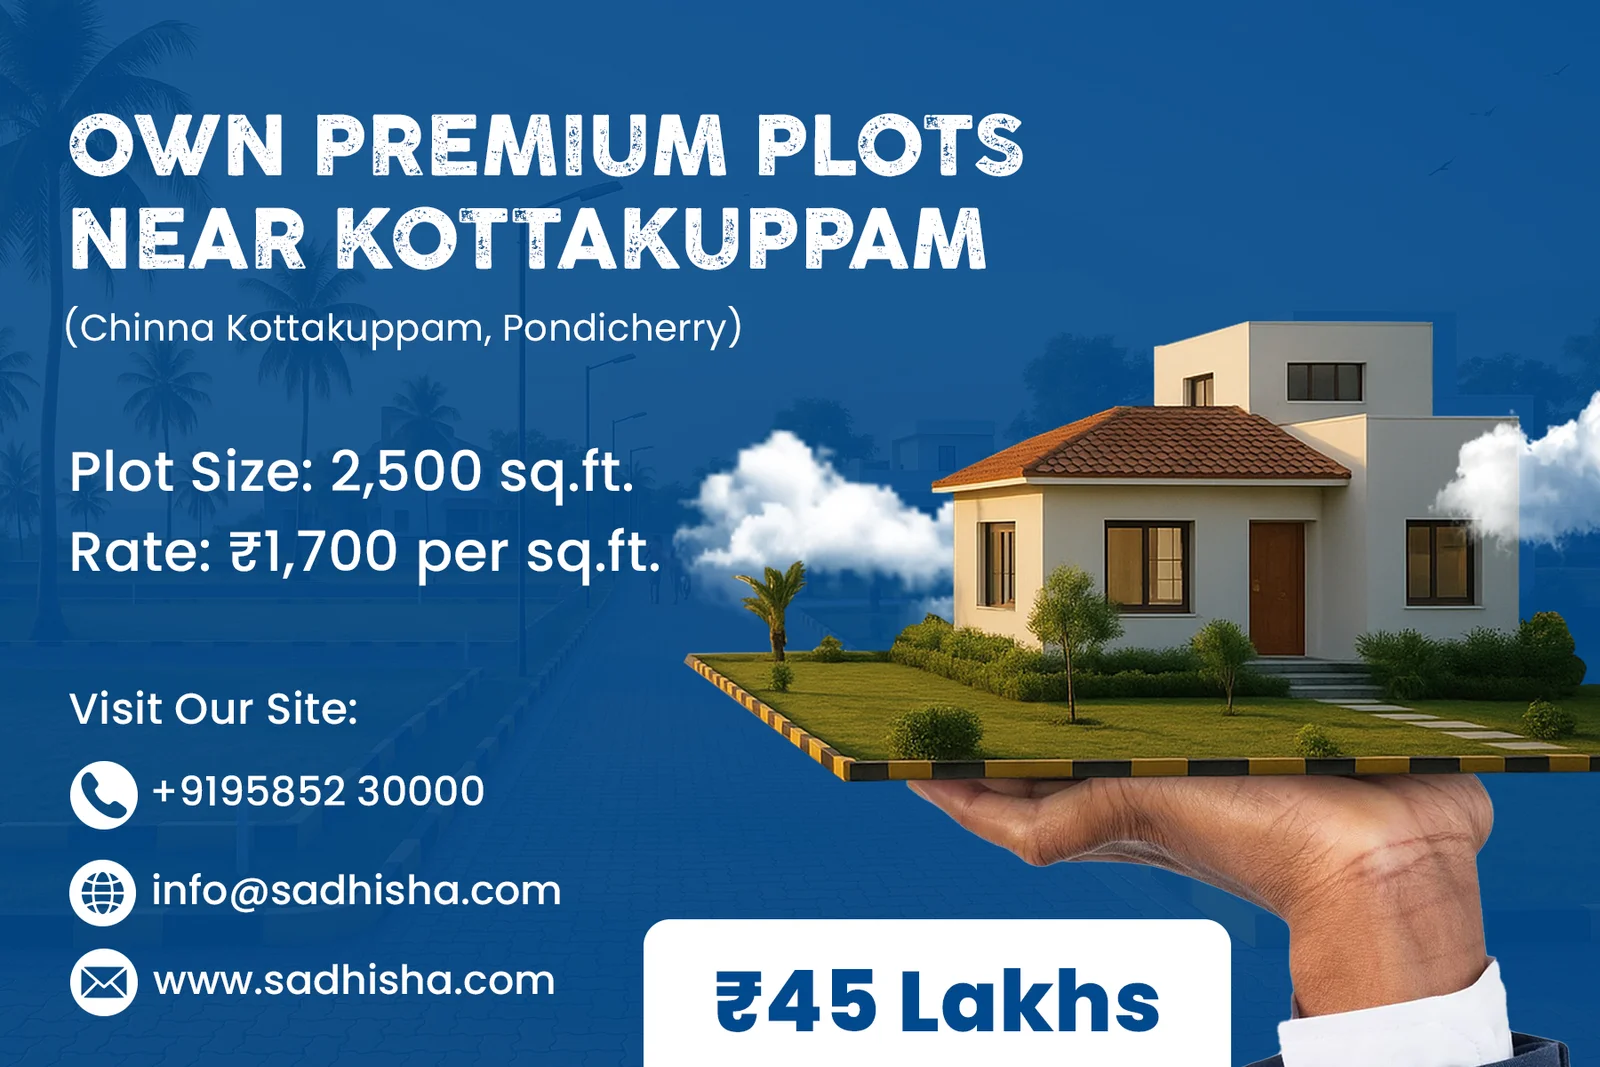 OWN PREMIUM PLOTS
NEAR KOTTAKUPPAM
(Chinna Kottakuppam, Pondicherry)
Plot Size: 2,500 sq.ft.
Rate: ₹1,700 per sq.ft.
Visit Our Site:
+9195852 30000
info@sadhisha.com
www.sadhisha.com
₹45 Lakhs